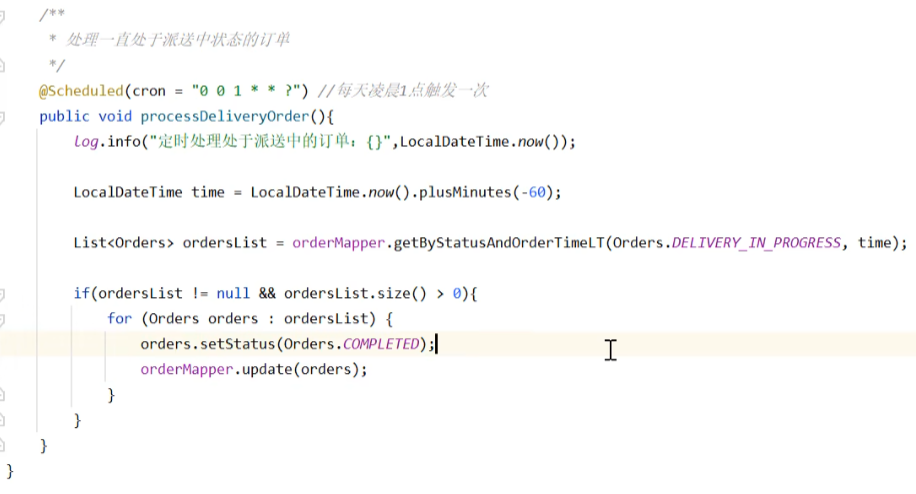 /**
 * 处理一直处于派送中状态的订单
 */
@Scheduled(cron = "0 0 1 * * ?") //每天凌晨1点触发一次
public void processDeliveryOrder(){
log.info("定时处理处于派送中的订单：{}",LocalDateTime.now());
LocalDateTime time = LocalDateTime.now().plusMinutes(-60);
List<Orders> ordersList = orderMapper.getByStatusAndOrderTimeLT(Orders.DELIVERY_IN_PROGRESS, time);
if(ordersList != null && ordersList.size() > 0){
for (Orders orders : ordersList) {
orders.setStatus(Orders.COMPLETED);
orderMapper.update(orders);
}
}
}
}